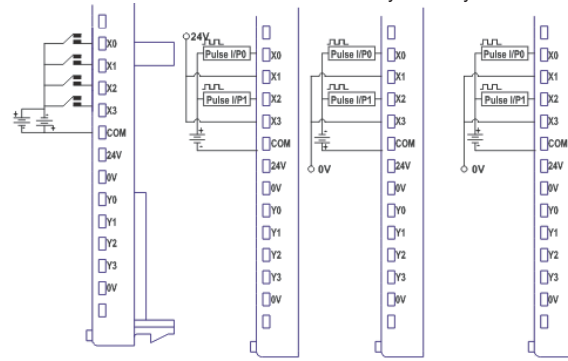 X0
X1
X2
X3
COM
24V
0V
Y0
Y1
Y2
Y3
0V
24V
Pulse I/P0
X0
X1
Pulse I/P1
X2
X3
COM
24V
0V
Y0
Y1
Y2
Y3
0V
Pulse I/P0
X0
X1
Pulse I/P1
X2
X3
COM
0V
24V
0V
Y0
Y1
Y2
Y3
0V
Pulse I/P0
X0
X1
Pulse I/P1
X2
X3
COM
0V
24V
0V
Y0
Y1
Y2
Y3
0V